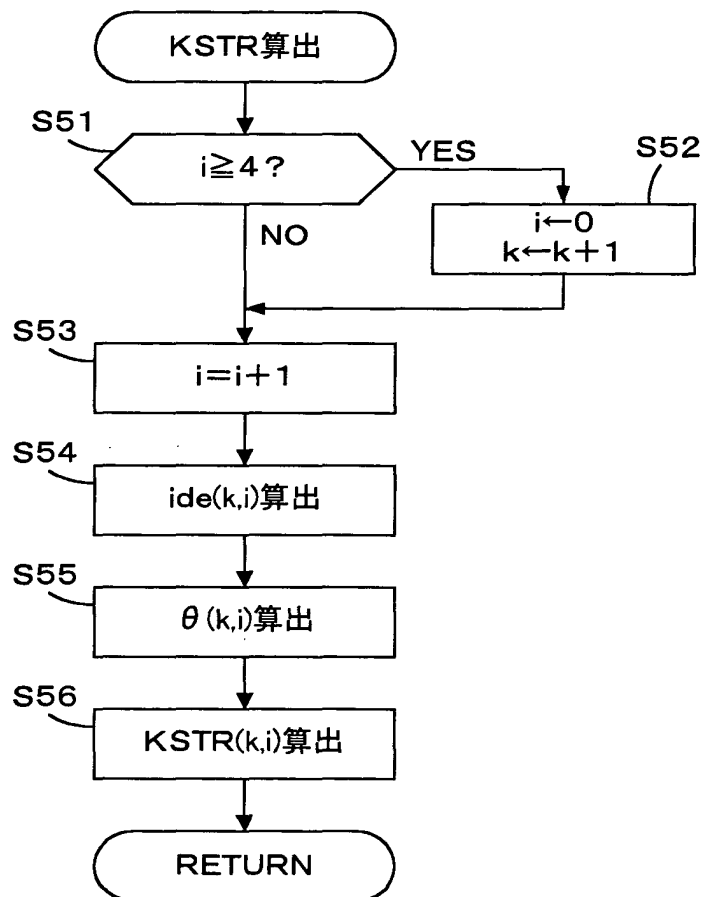 KSTR算出
S51
i≧4?
YES
S52
i←0
k←k+1
NO
S53
i=i+1
S54
ide(k,i)算出
S55
θ(k,i)算出
S56
KSTR(k,i)算出
RETURN